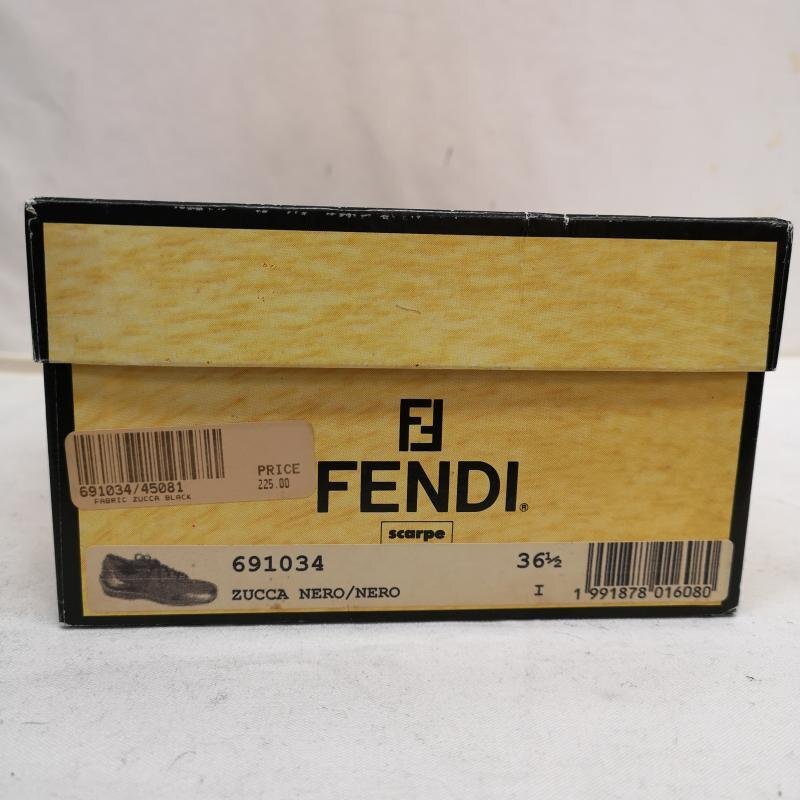 FF
FENDI®
scarpe
PRICE
225.00
691034/45081
FABRIC ZUCCA BLACK
691034
36½
ZUCCA NERO/NERO
I
1 991878 016080